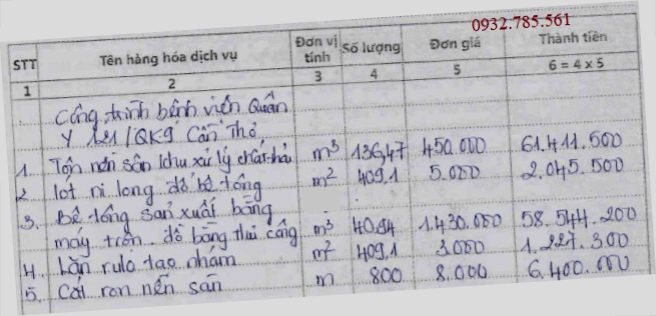 0932.785.561
STT Tên hàng hóa dịch vụ Đơn vị tính Số lượng Đơn giá Thành tiền
1 2 3 4 5 6 = 4 x 5
Công trình bệnh viện Quân
Y 121/QK9 Cần Thơ
1. Tôn nền sân khu xử lý chất thải m³ 136,47 450.000 61.411.500
2. lót ni long đổ bê tông m² 409,1 5.000 2.045.500
3. Bê tông sản xuất bằng
máy trộn đổ bằng thủ công m³ 40.94 1.430.000 58.544.200
4. Lăn rulo tạo nhám m² 409,1 3.000 1.227.300
5. Cắt ron nền sân m 800 8.000 6.400.000